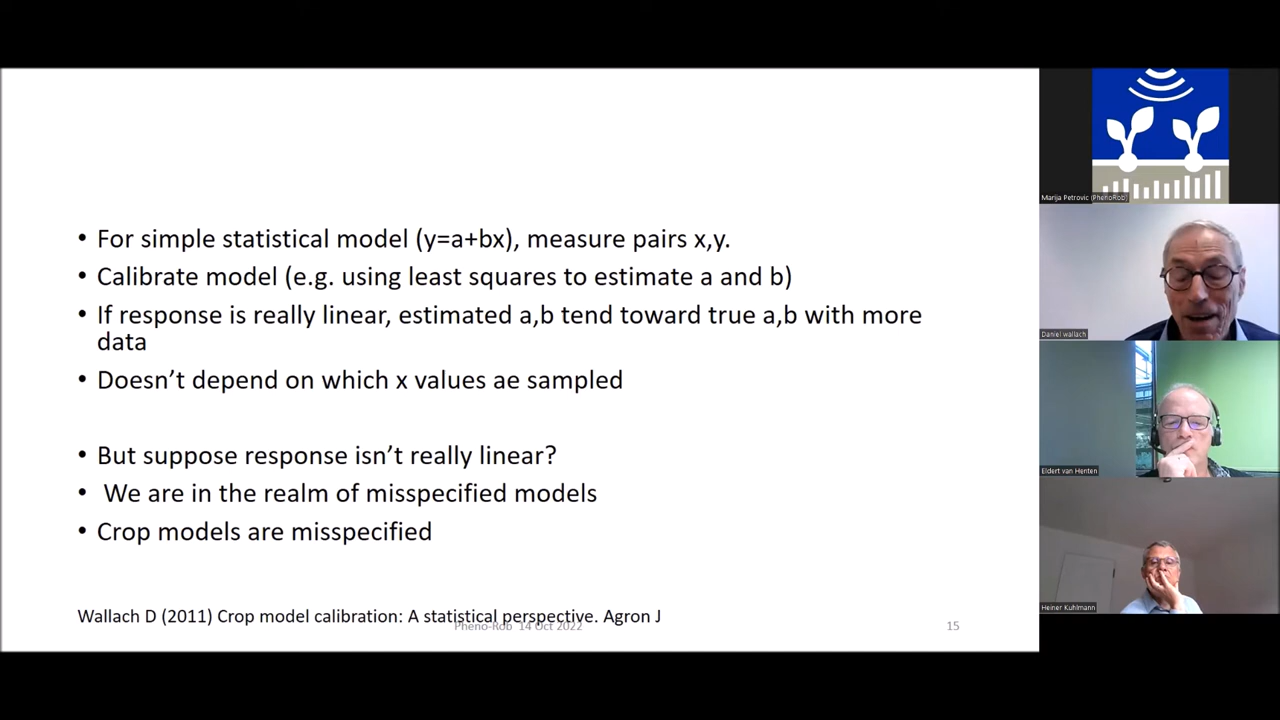 • For simple statistical model (y=a+bx), measure pairs x,y.
• Calibrate model (e.g. using least squares to estimate a and b)
• If response is really linear, estimated a,b tend toward true a,b with more
data
• Doesn't depend on which x values ae sampled
• But suppose response isn't really linear?
• We are in the realm of misspecified models
• Crop models are misspecified
Wallach D (2011) Crop model calibration: A statistical perspective. Agron J
Pheno-Rob 14 Oct 2022
15
Marija Petrovic (PhenoRob)
Daniel wallach
Eldert van Henten
Heiner Kuhlmann